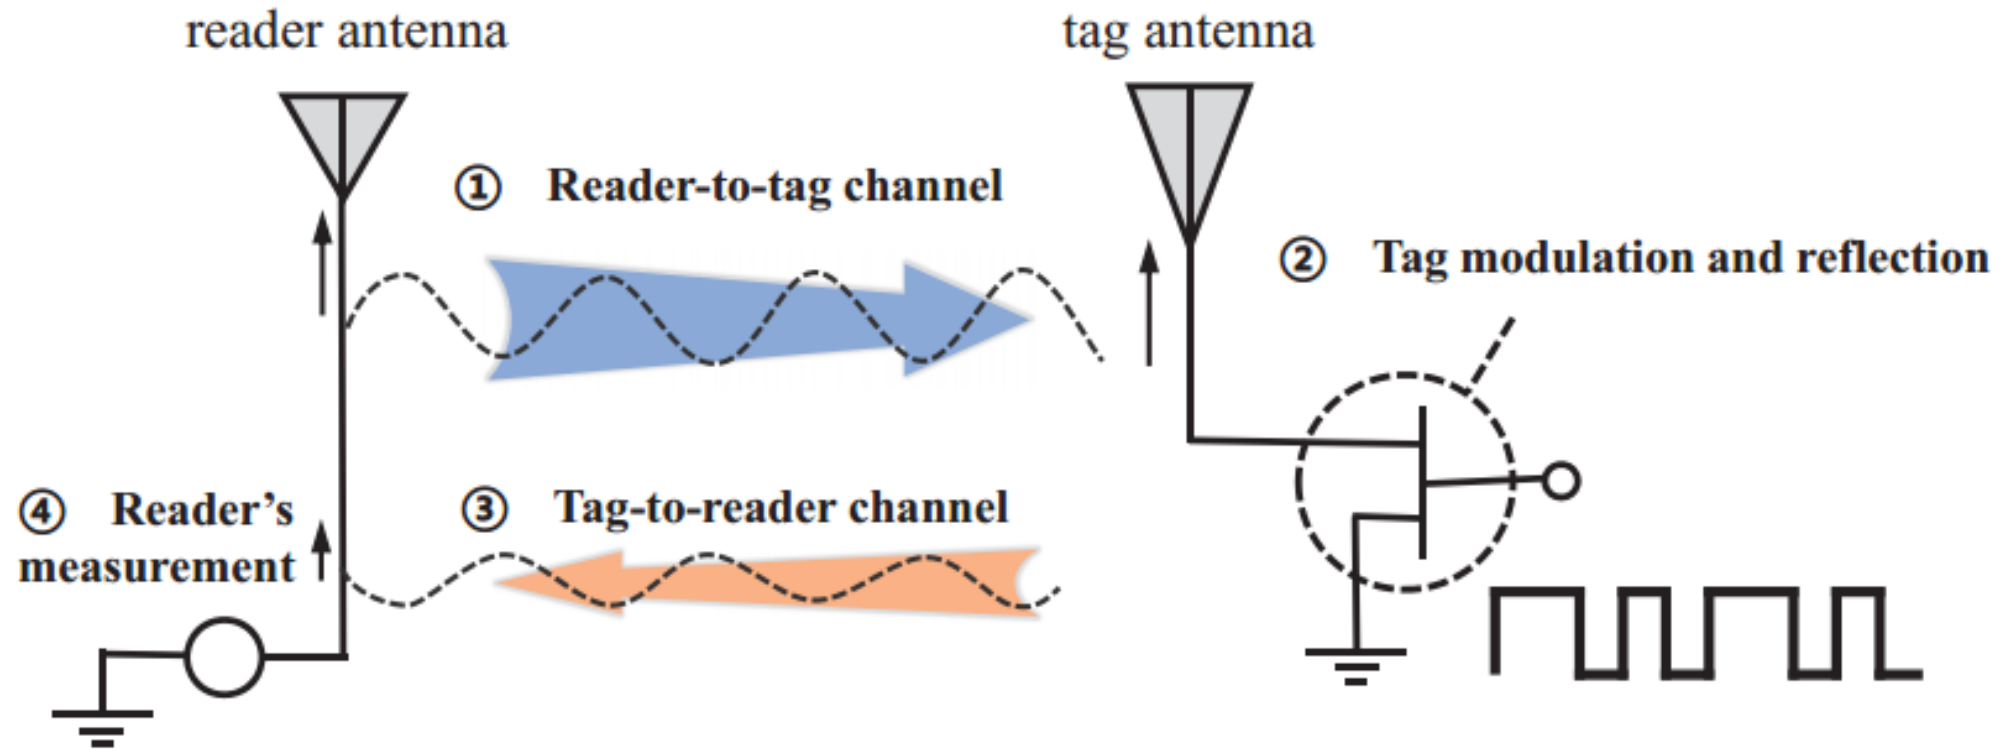 reader antenna
tag antenna
① Reader-to-tag channel
② Tag modulation and reflection
③ Tag-to-reader channel
④ Reader’s
measurement